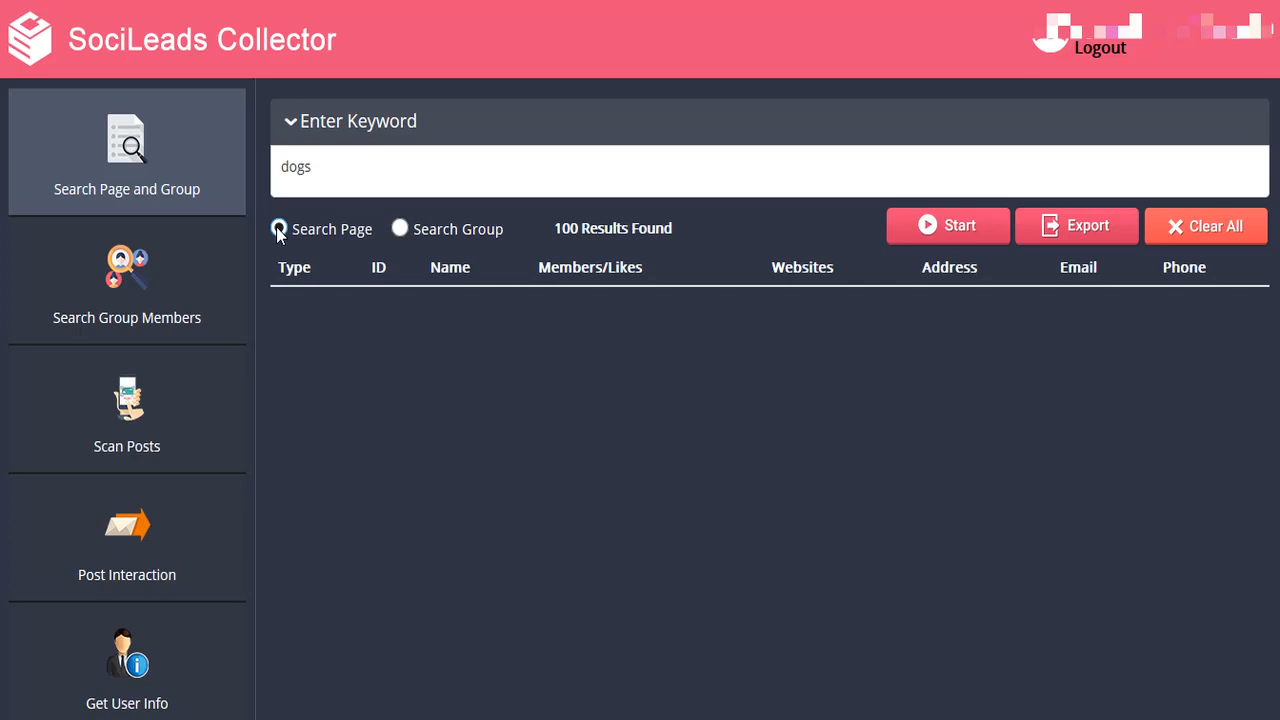 SociLeads Collector
Logout
Search Page and Group
Search Group Members
Scan Posts
Post Interaction
Get User Info
Enter Keyword
dogs
Search Page Search Group 100 Results Found Start Export Clear All
Type ID Name Members/Likes Websites Address Email Phone